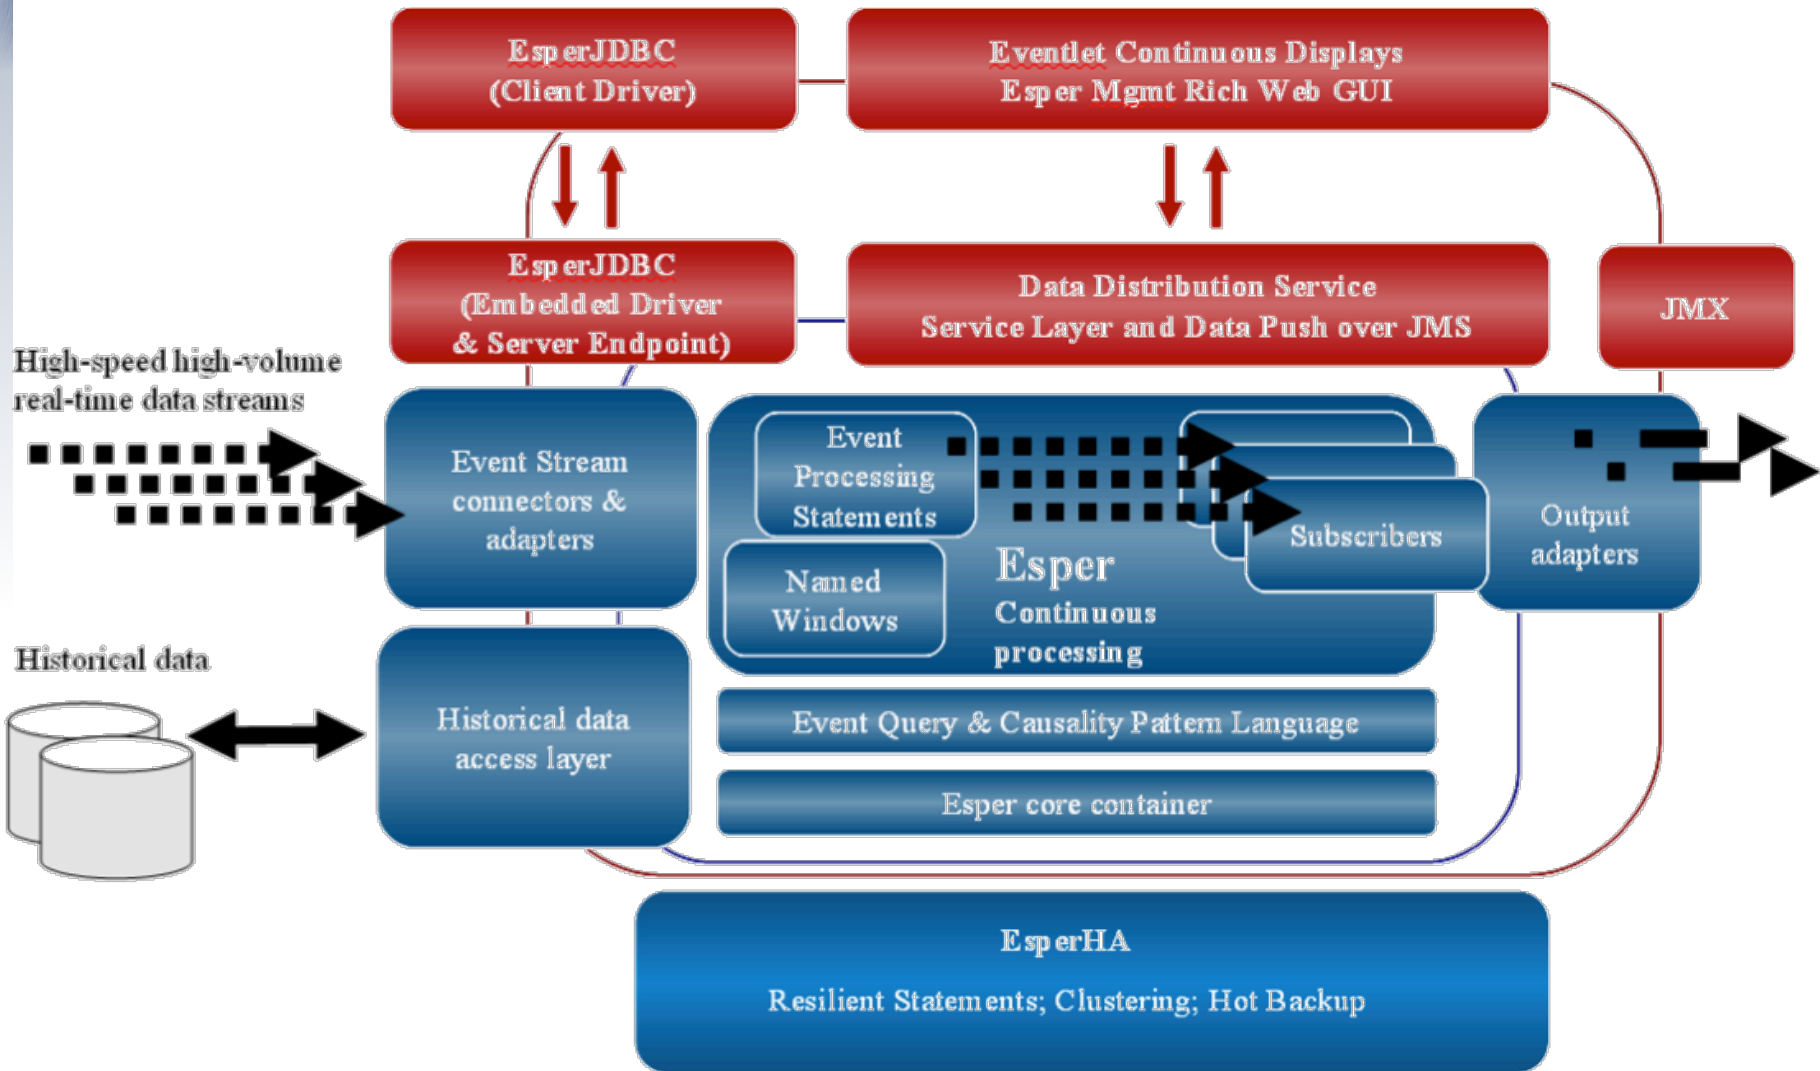 EsperJDBC
(Client Driver)
Eventlet Continuous Displays
Esper Mgmt Rich Web GUI
EsperJDBC
(Embedded Driver
& Server Endpoint)
Data Distribution Service
Service Layer and Data Push over JMS
JMX
High-speed high-volume
real-time data streams
Event Stream
connectors &
adapters
Event
Processing
Statements
Subscribers
Output
adapters
Named
Windows
Esper
Continuous
processing
Historical data
Historical data
access layer
Event Query & Causality Pattern Language
Esper core container
EsperHA
Resilient Statements; Clustering; Hot Backup